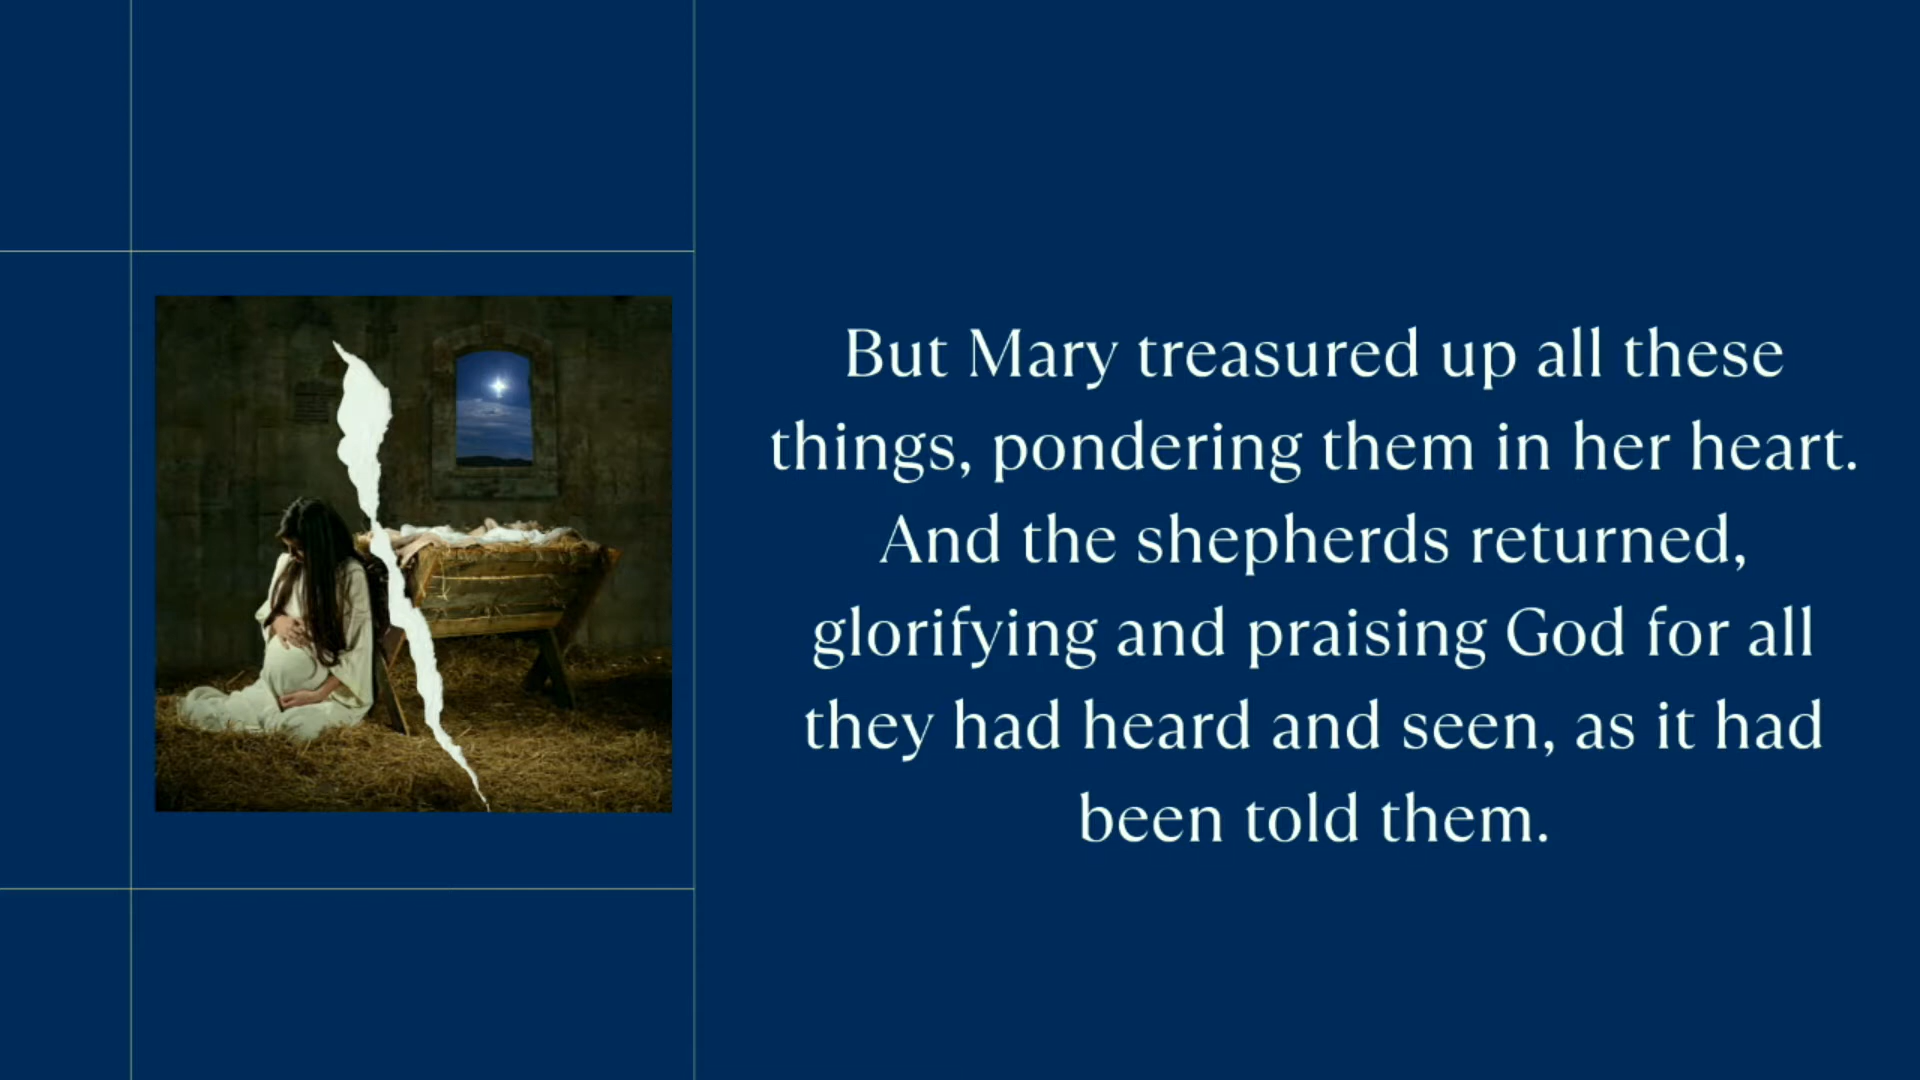 But Mary treasured up all these
things, pondering them in her heart.
And the shepherds returned,
glorifying and praising God for all
they had heard and seen, as it had
been told them.